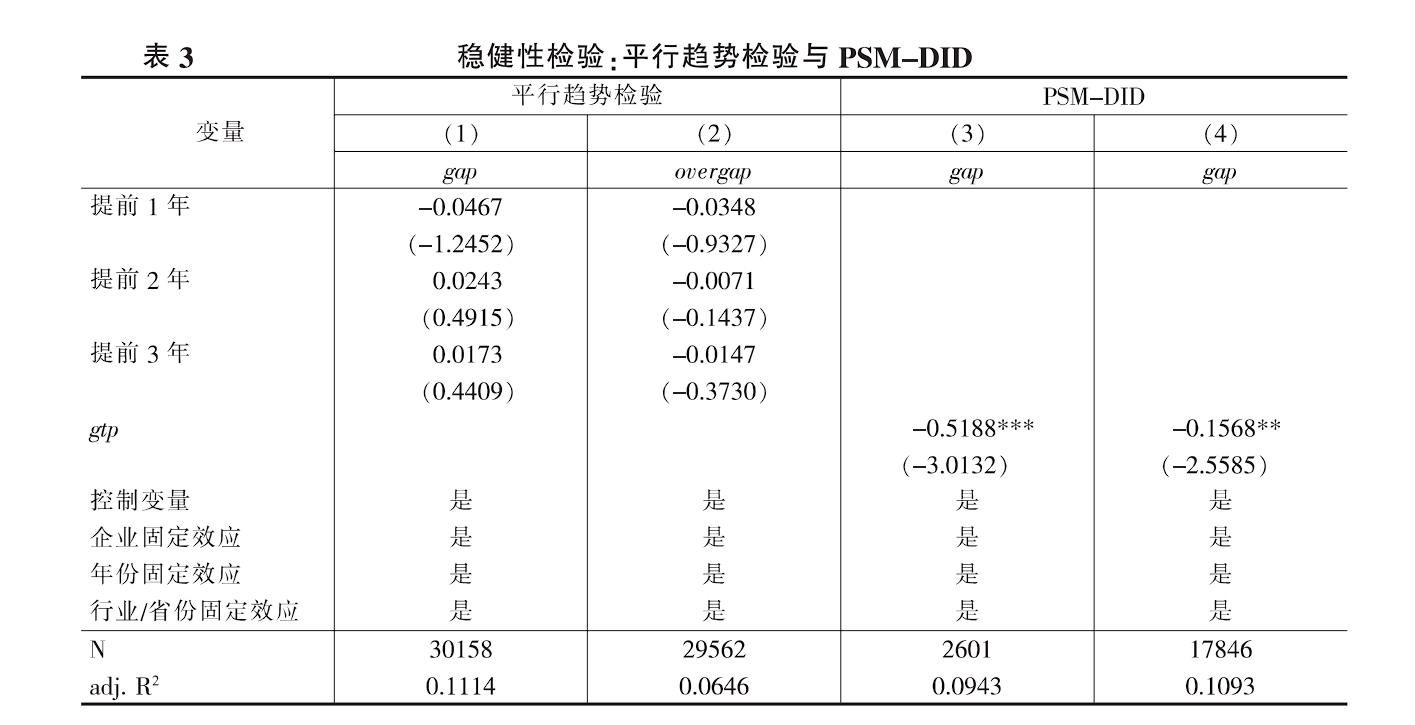 表 3 稳健性检验:平行趋势检验与 PSM–DID
变量 平行趋势检验 PSM–DID
(1) (2) (3) (4)
gap overgap gap gap
提前 1 年 –0.0467 –0.0348
(–1.2452) (–0.9327)
提前 2 年 0.0243 –0.0071
(0.4915) (–0.1437)
提前 3 年 0.0173 –0.0147
(0.4409) (–0.3730)
gtp –0.5188*** –0.1568**
(–3.0132) (–2.5585)
控制变量 是 是 是 是
企业固定效应 是 是 是 是
年份固定效应 是 是 是 是
行业/省份固定效应 是 是 是 是
N 30158 29562 2601 17846
adj. R² 0.1114 0.0646 0.0943 0.1093